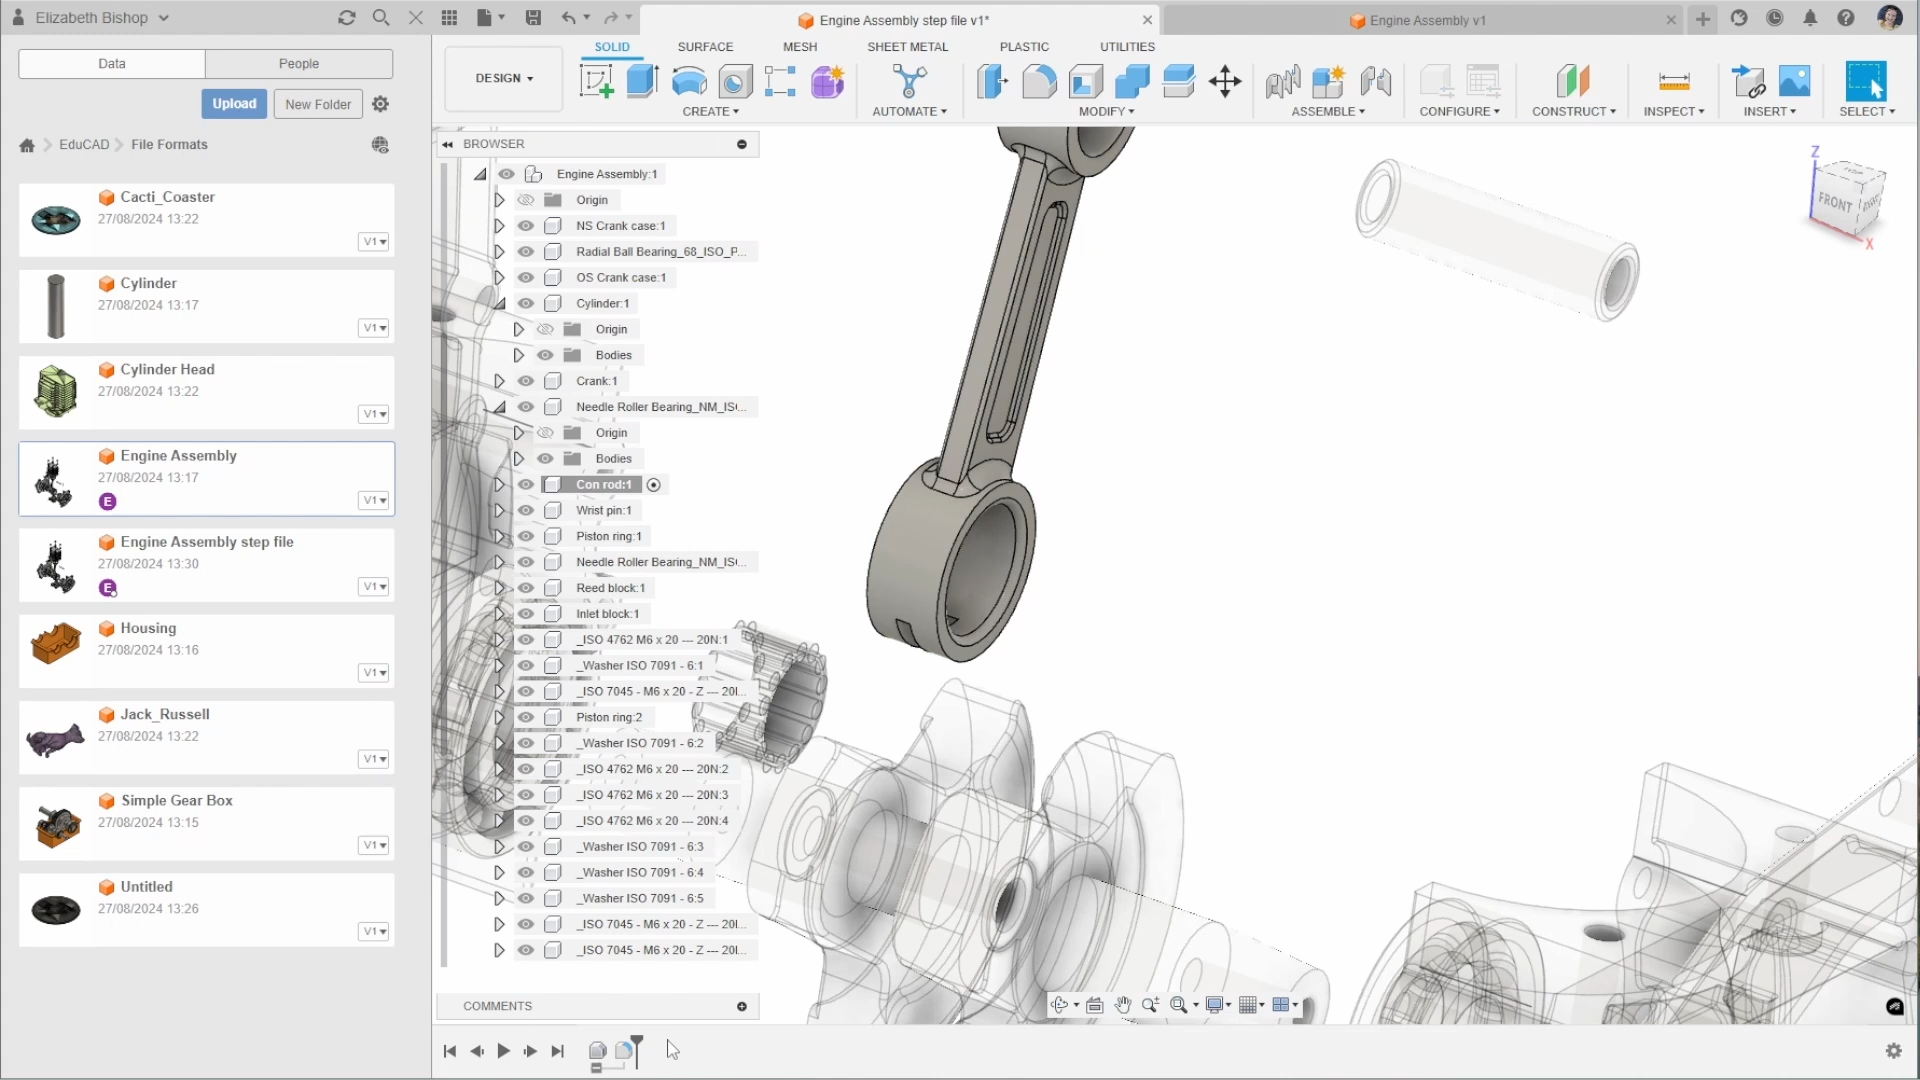 Elizabeth Bishop
Engine Assembly step file v1*
Engine Assembly v1
Data
People
Upload
New Folder
EduCAD
File Formats
Cacti_Coaster
27/08/2024 13:22
V1
Cylinder
27/08/2024 13:17
V1
Cylinder Head
27/08/2024 13:22
V1
Engine Assembly
27/08/2024 13:17
E
V1
Engine Assembly step file
27/08/2024 13:30
E
V1
Housing
27/08/2024 13:16
V1
Jack_Russell
27/08/2024 13:22
V1
Simple Gear Box
27/08/2024 13:15
V1
Untitled
27/08/2024 13:26
V1
DESIGN
SOLID
SURFACE
MESH
SHEET METAL
PLASTIC
UTILITIES
CREATE
AUTOMATE
MODIFY
ASSEMBLE
CONFIGURE
CONSTRUCT
INSPECT
INSERT
SELECT
BROWSER
Engine Assembly:1
Origin
NS Crank case:1
Radial Ball Bearing_68_ISO_P...
OS Crank case:1
Cylinder:1
Origin
Bodies
Crank:1
Needle Roller Bearing_NM_IS(...
Origin
Bodies
Con rod:1
Wrist pin:1
Piston ring:1
Needle Roller Bearing_NM_IS(...
Reed block:1
Inlet block:1
_ISO 4762 M6 x 20 --- 20N:1
_Washer ISO 7091 - 6:1
_ISO 7045 - M6 x 20 - Z --- 20I...
Piston ring:2
_Washer ISO 7091 - 6:2
_ISO 4762 M6 x 20 --- 20N:2
_ISO 4762 M6 x 20 --- 20N:3
_ISO 4762 M6 x 20 --- 20N:4
_Washer ISO 7091 - 6:3
_Washer ISO 7091 - 6:4
_Washer ISO 7091 - 6:5
_ISO 7045 - M6 x 20 - Z --- 20I...
_ISO 7045 - M6 x 20 - Z --- 20I...
COMMENTS
Z
TOP
FRONT
RIGHT
X